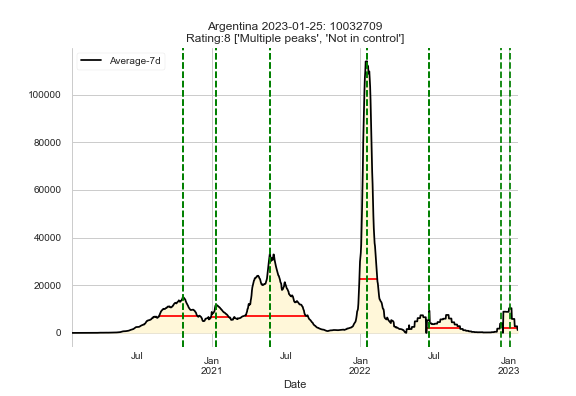 Argentina 2023-01-25: 10032709
Rating:8 ['Multiple peaks', 'Not in control']
Average-7d
100000
80000
60000
40000
20000
0
Jul
Jan
2021
Jul
Jan
2022
Jul
Jan
2023
Date